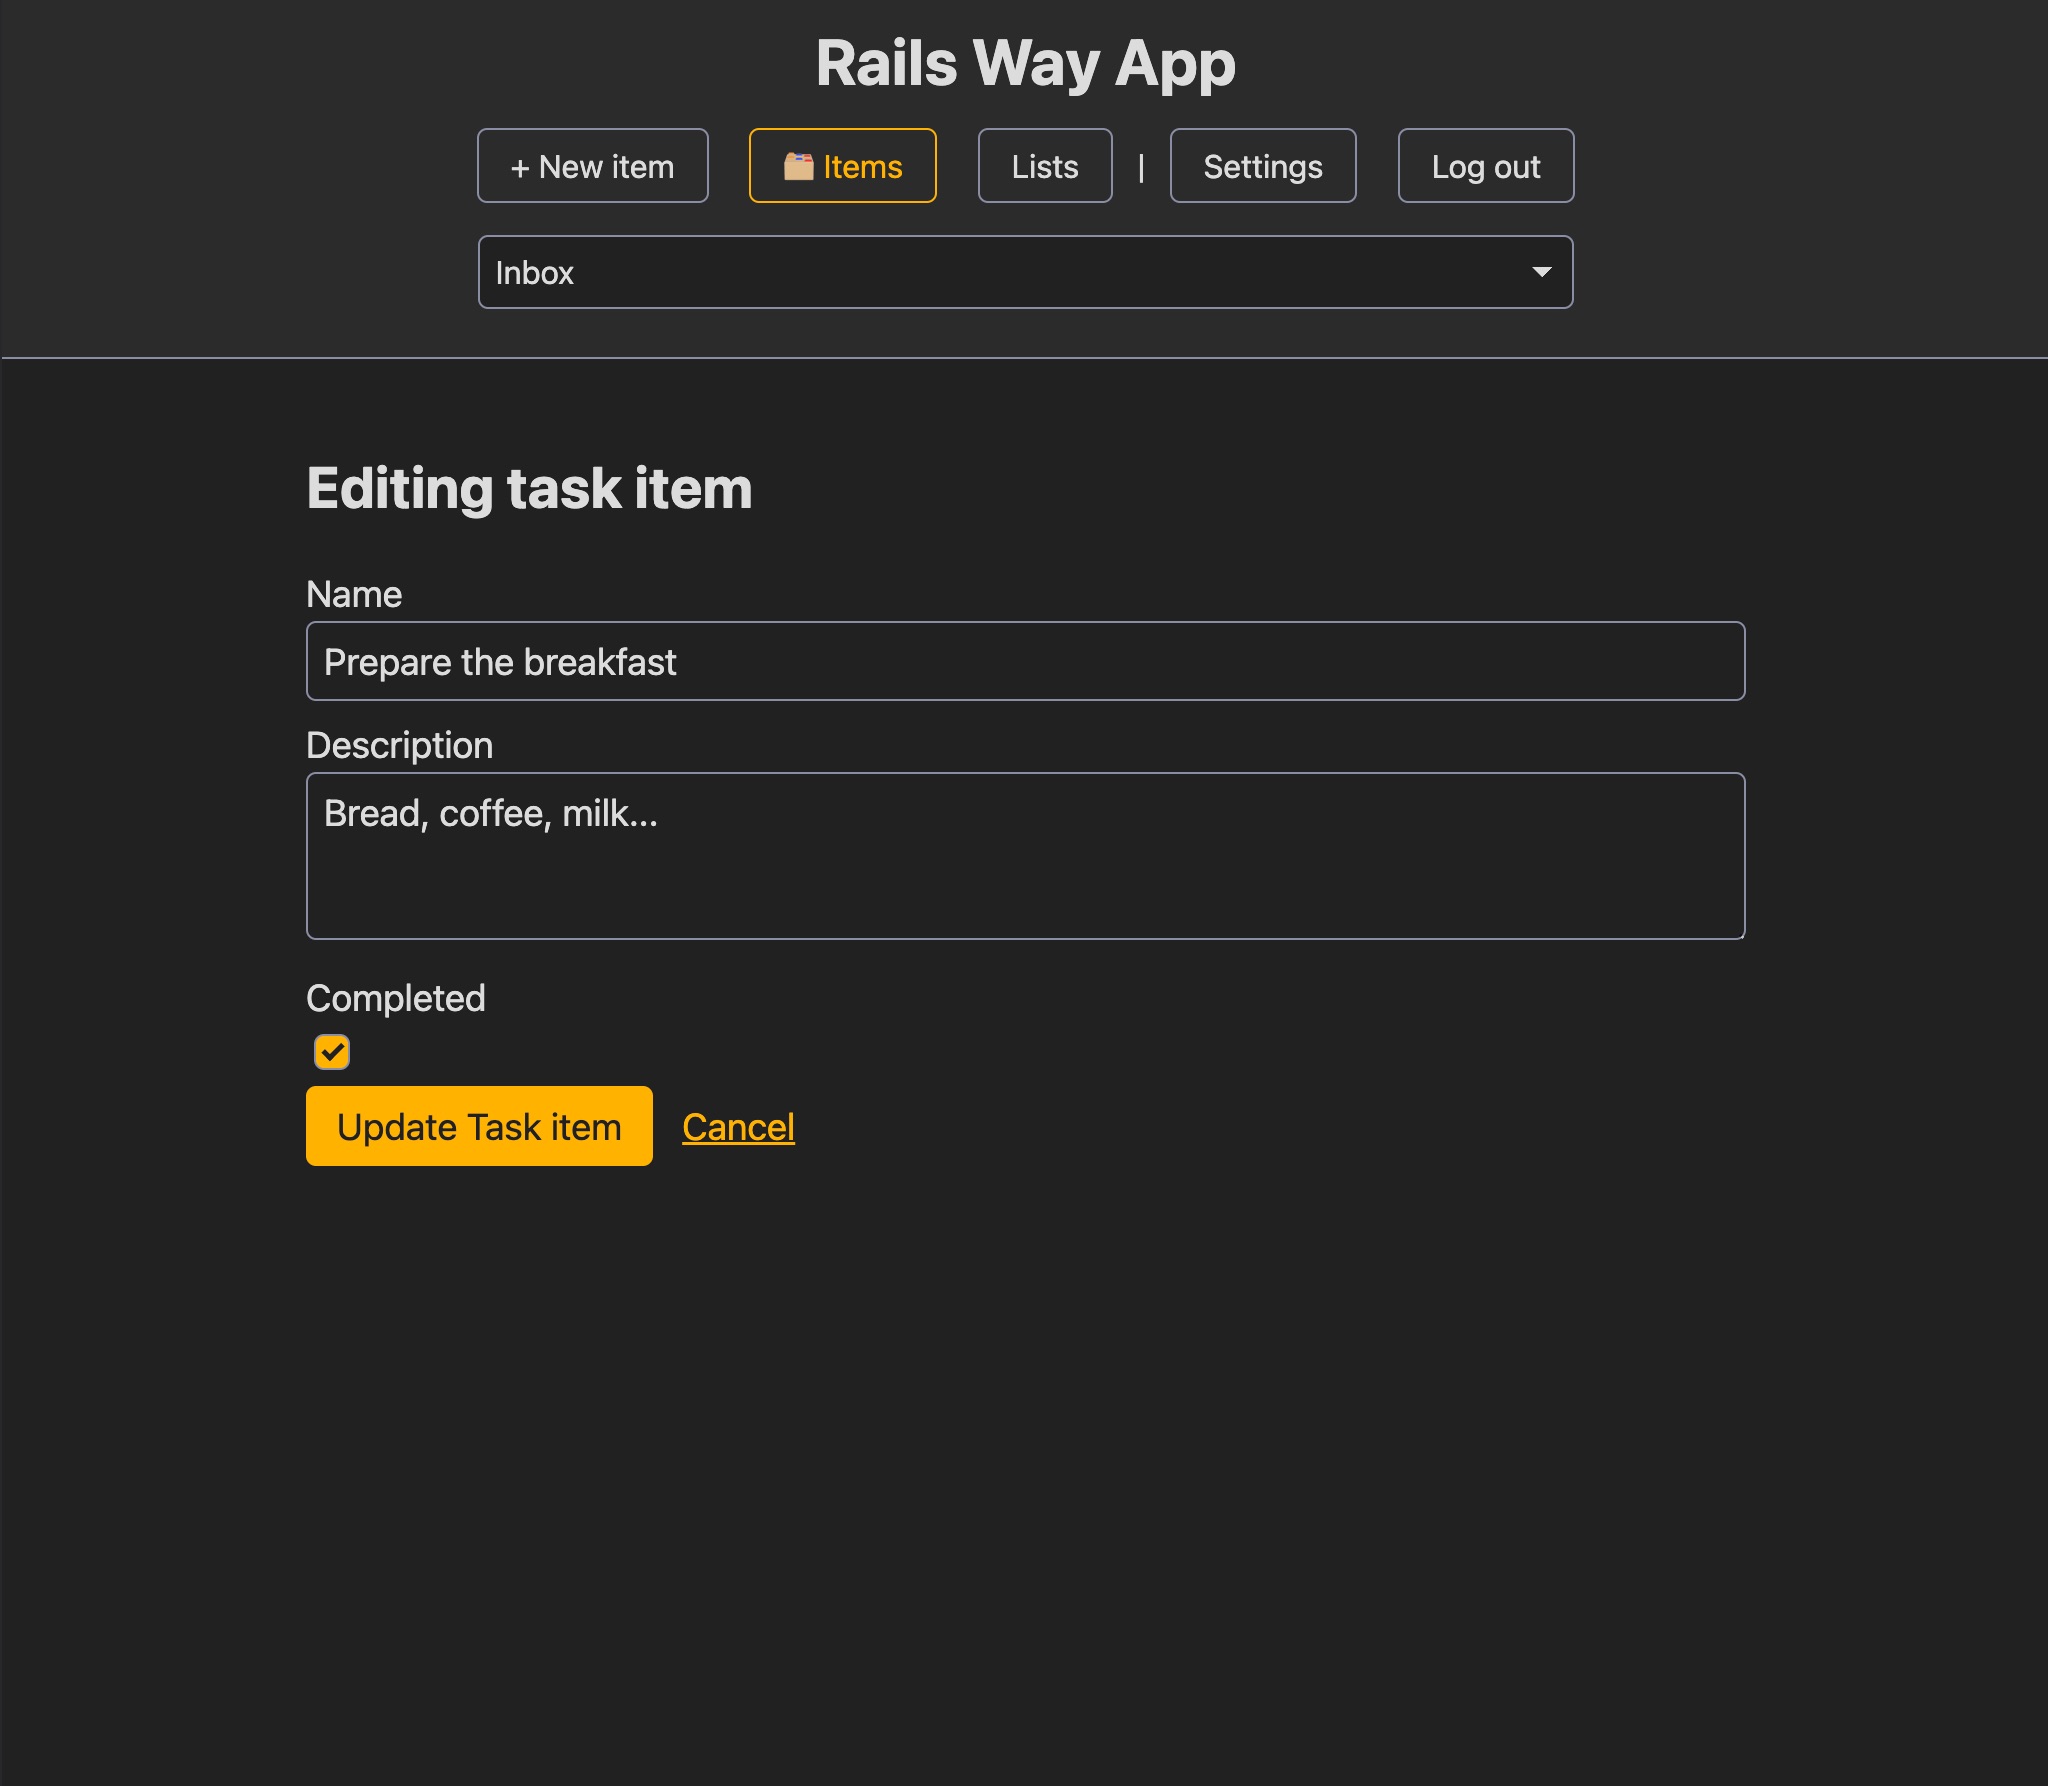 Rails Way App
+ New item 🗂️ Items Lists | Settings Log out
Inbox
Editing task item
Name
Prepare the breakfast
Description
Bread, coffee, milk...
Completed
Update Task item Cancel